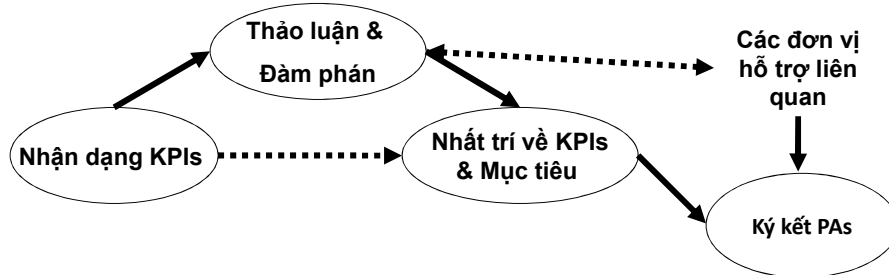 Thảo luận &
Đàm phán
Các đơn vị
hỗ trợ liên
quan
Nhận dạng KPIs
Nhất trí về KPIs
& Mục tiêu
Ký kết PAs